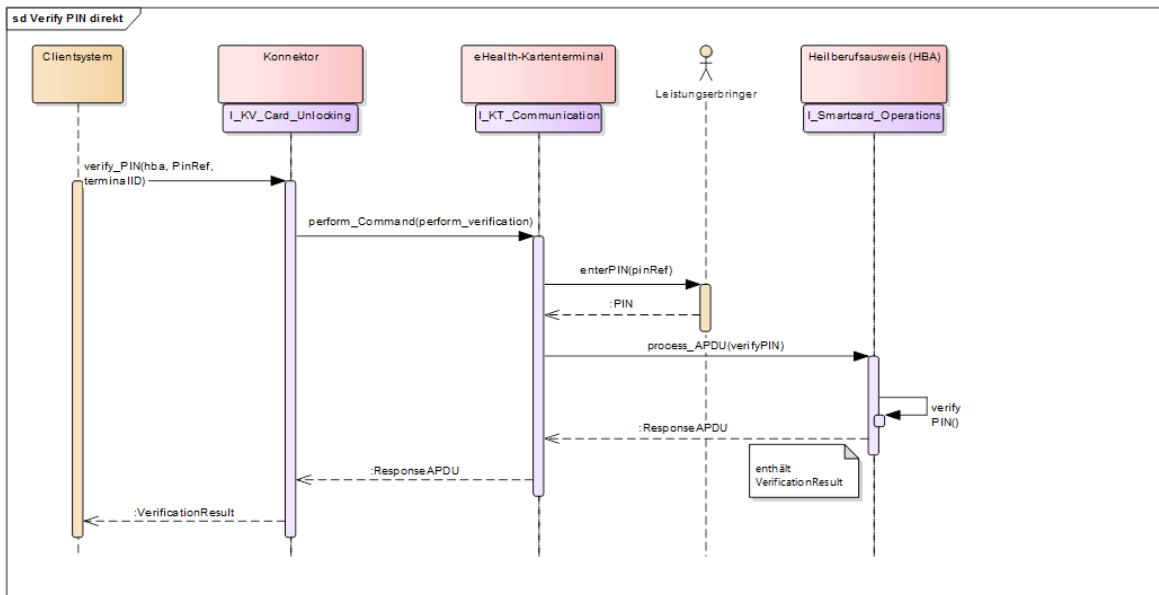 sd Verify PIN direkt
Clientsystem
Konnektor
eHealth-Kartenterminal
Heilberufsausweis (HBA)
Leistungserbringer
I_KV_Card_Unlocking
I_KT_Communication
I_Smartcard_Operations
verify_PIN(hba, PinRef,
terminalID)
perform_Command(perform_verification)
enterPIN(pinRef)
:PIN
process_APDU(verifyPIN)
verify
PIN()
:ResponseAPDU
enthält
VerificationResult
:ResponseAPDU
:VerificationResult